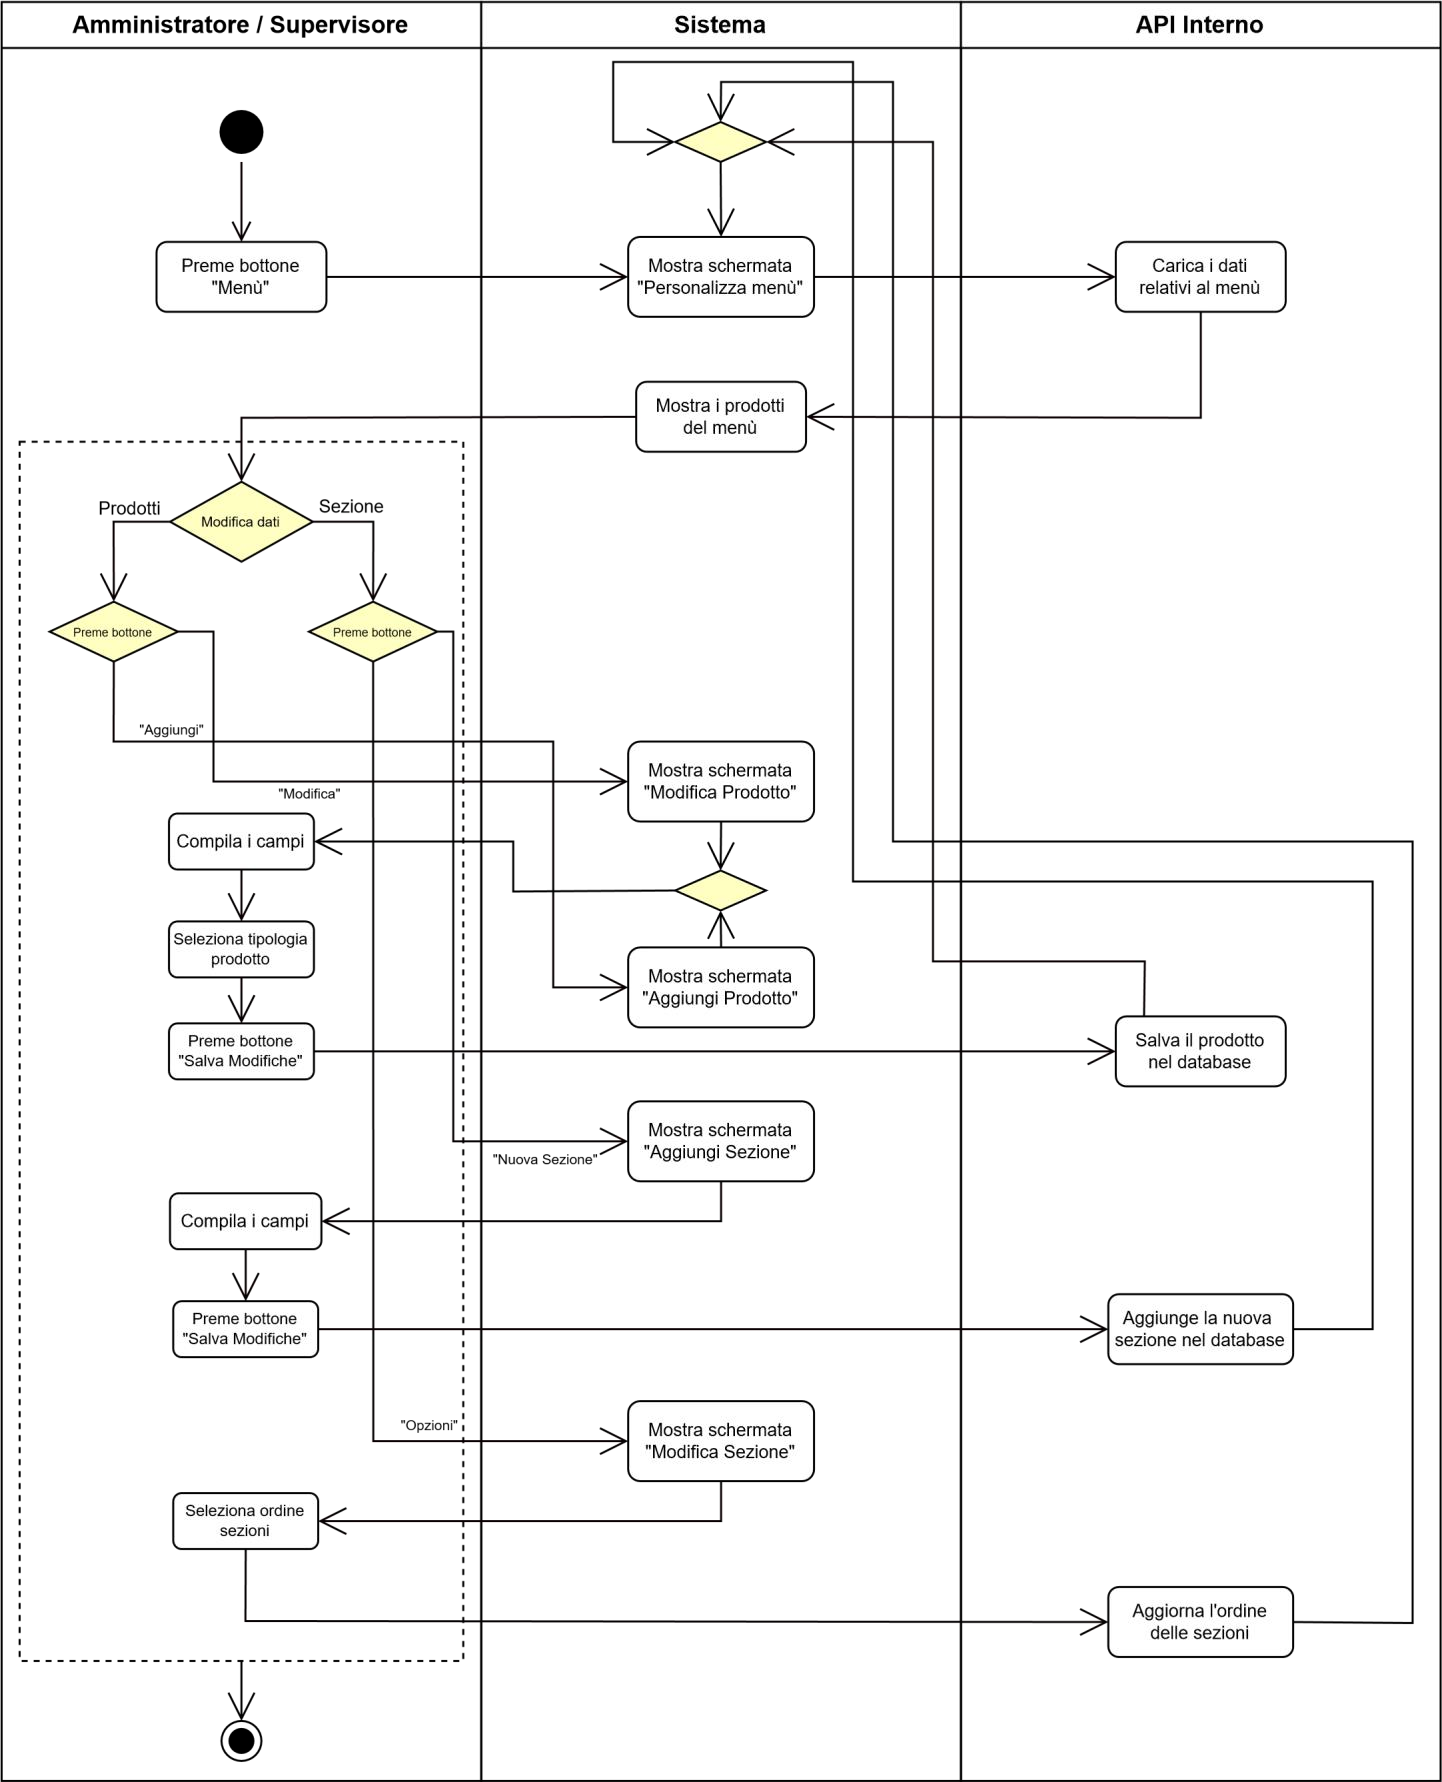 Amministratore / Supervisore
Sistema
API Interno
Preme bottone
"Menù"
Mostra schermata
"Personalizza menù"
Carica i dati
relativi al menù
Mostra i prodotti
del menù
Prodotti
Sezione
Modifica dati
Preme bottone
Preme bottone
"Aggiungi"
"Modifica"
Mostra schermata
"Modifica Prodotto"
Compila i campi
Seleziona tipologia
prodotto
Mostra schermata
"Aggiungi Prodotto"
Preme bottone
"Salva Modifiche"
Salva il prodotto
nel database
Mostra schermata
"Aggiungi Sezione"
"Nuova Sezione"
Compila i campi
Preme bottone
"Salva Modifiche"
Aggiunge la nuova
sezione nel database
"Opzioni"
Mostra schermata
"Modifica Sezione"
Seleziona ordine
sezioni
Aggiorna l'ordine
delle sezioni